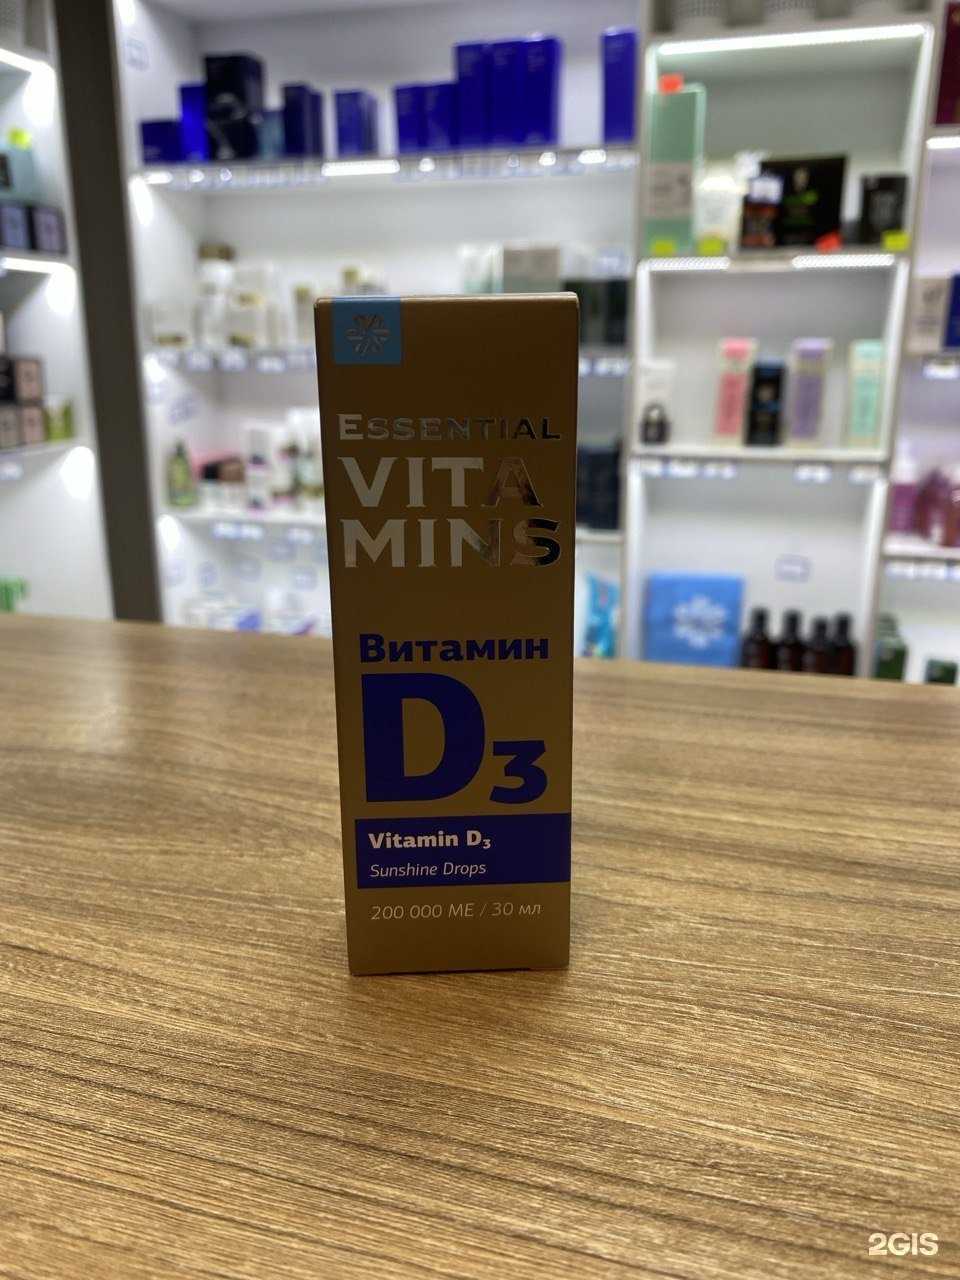 ESSENTIAL
VITA
MINS
Витамин
D₃
Vitamin D₃
Sunshine Drops
200 000 МЕ / 30 мл
2GIS